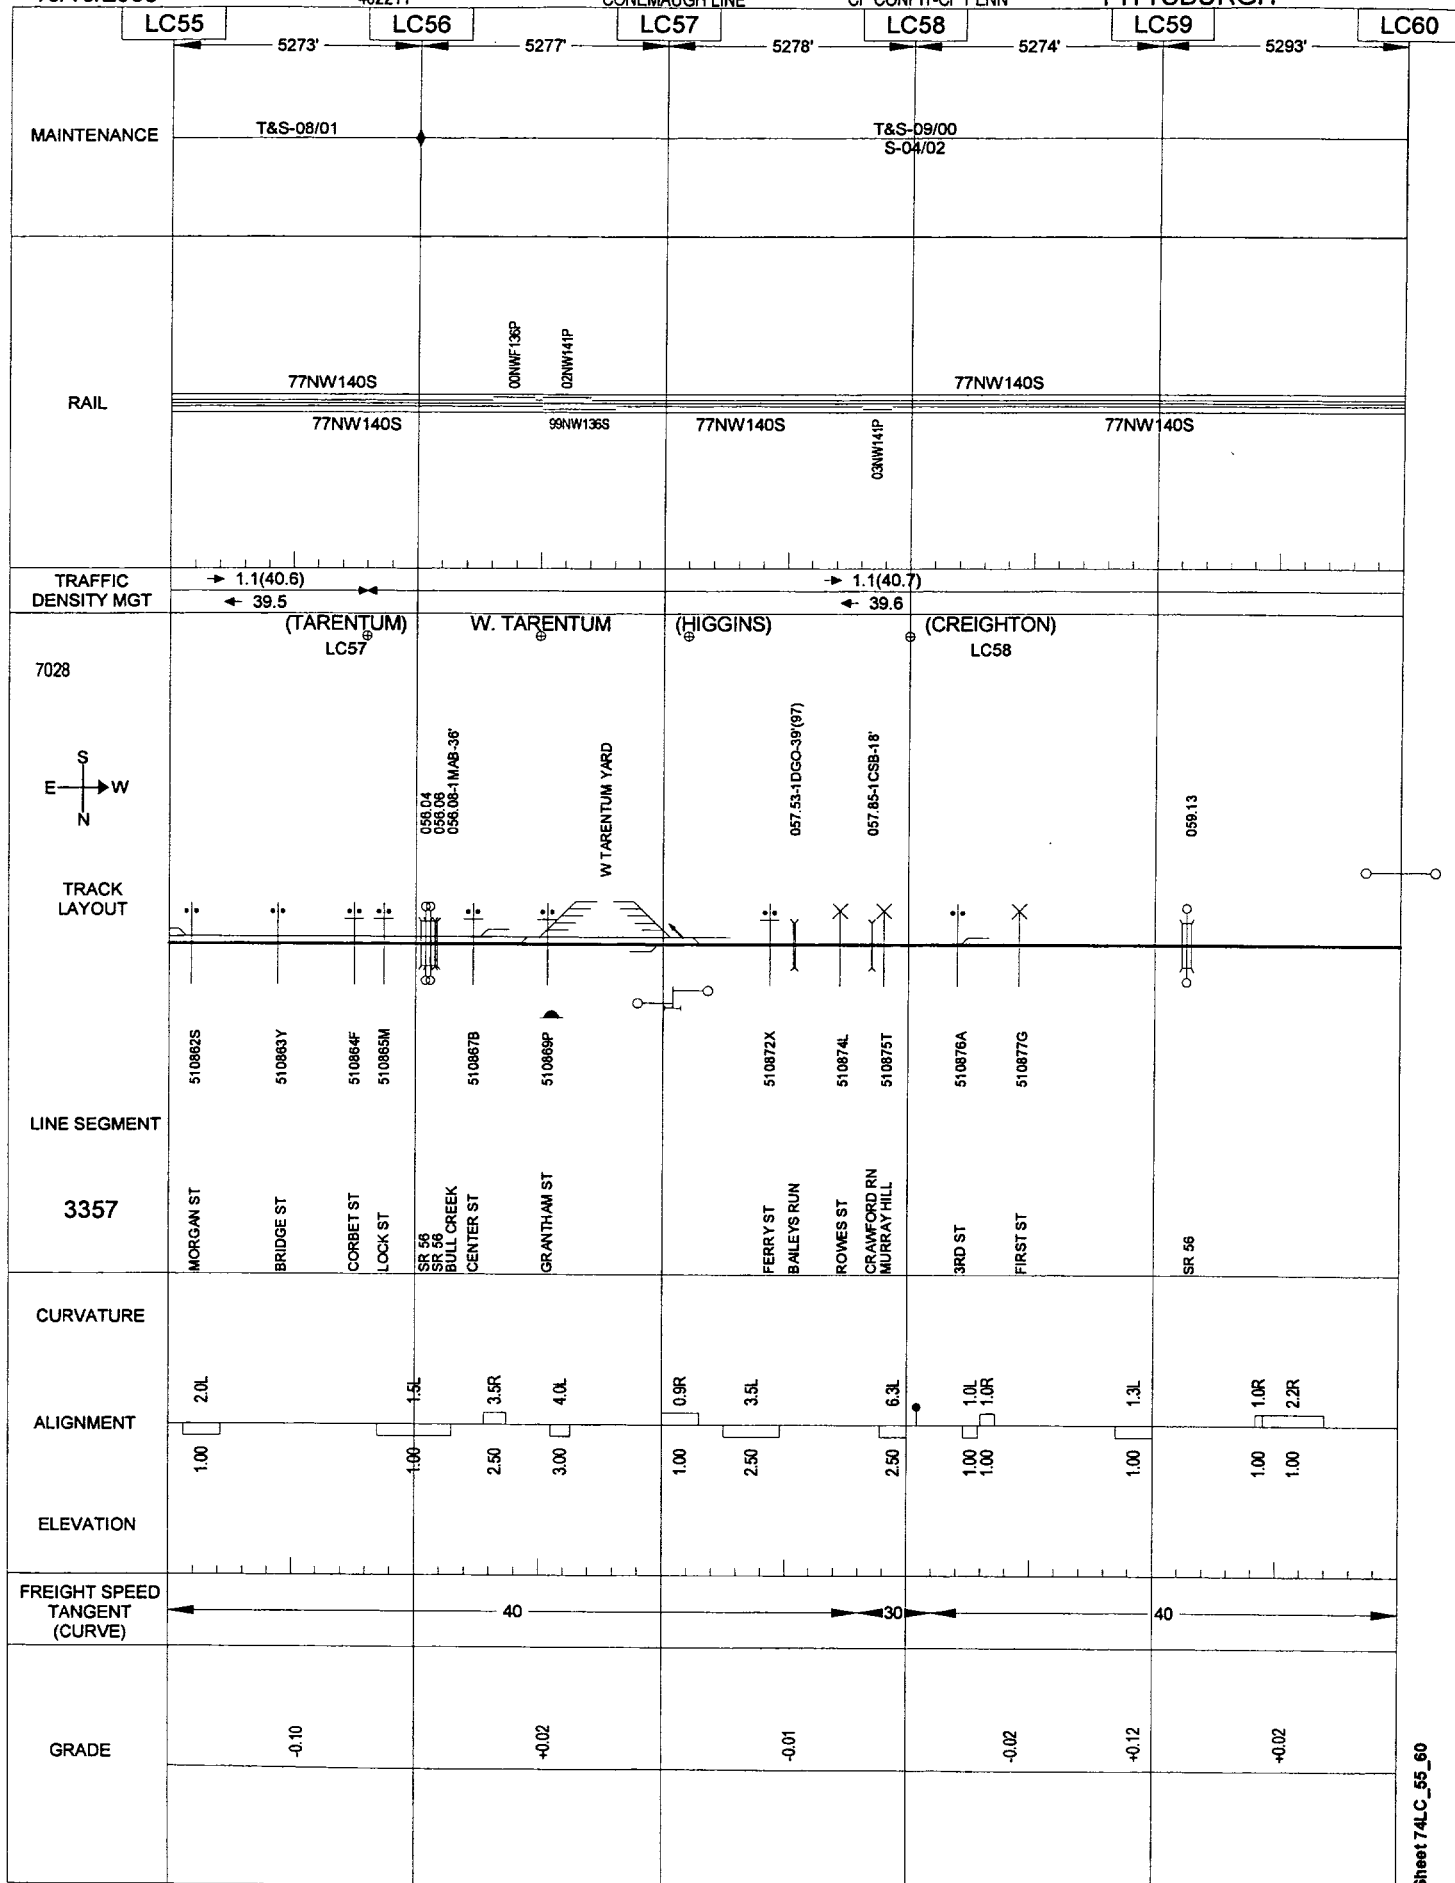 CONEMAUGH LINE
PITTSBURGH
LC55 LC56 LC57 LC58 LC59 LC60
5273' 5277' 5278' 5274' 5293'
MAINTENANCE
T&S-08/01
T&S-09/00
S-04/02
RAIL
00NWF136P
02NW141P
77NW140S
77NW140S
77NW140S
99NW136S
77NW140S
03NW141P
77NW140S
TRAFFIC
DENSITY MGT
→ 1.1(40.6)
← 39.5
→ 1.1(40.7)
← 39.6
(TARENTUM) W. TARENTUM (HIGGINS) (CREIGHTON)
LC57 LC58
7028
S
E W
N
056.04
056.06
056.08-1MAB-36'
W TARENTUM YARD
057.53-1DGO-39'(97)
057.85-1CSB-18'
059.13
TRACK
LAYOUT
510862S
510863Y
510864F
510865M
510867B
510869P
510872X
510874L
510875T
510876A
510877G
LINE SEGMENT
3357
MORGAN ST
BRIDGE ST
CORBET ST
LOCK ST
SR 56
SR 56
BULL CREEK
CENTER ST
GRANTHAM ST
FERRY ST
BAILEYS RUN
ROWES ST
CRAWFORD RN
MURRAY HILL
3RD ST
FIRST ST
SR 56
CURVATURE
2.0L 1.5L 3.5R 4.0L 0.9R 3.5L 6.3L 1.0L 1.0R 1.3L 1.0R 2.2R
ALIGNMENT
1.00 1.00 2.50 3.00 1.00 2.50 2.50 1.00 1.00 1.00 1.00 1.00
ELEVATION
FREIGHT SPEED
TANGENT
(CURVE)
40 30 40
GRADE
-0.10 +0.02 -0.01 -0.02 +0.12 +0.02
Sheet 74LC_55_60